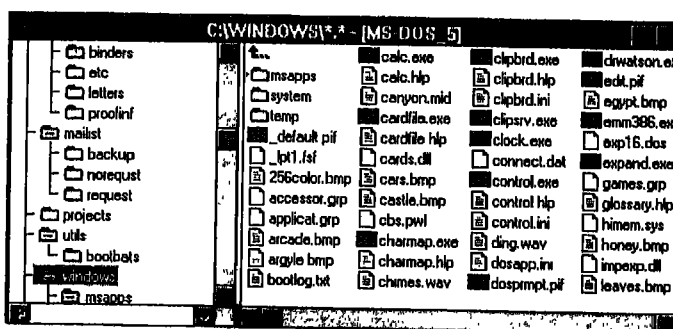 C:\WINDOWS\*.* - [MS-DOS_5]
binders
etc
letters
proofinf
mailist
backup
norequst
request
projects
utils
bootbats
windows
msapps
..
msapps
system
temp
_default.pif
_lpt1.fsf
256color.bmp
accessor.grp
applicat.grp
arcade.bmp
argyle.bmp
bootlog.txt
calc.exe
calc.hlp
canyon.mid
cardfile.exe
cardfile.hlp
cards.dll
cars.bmp
castle.bmp
cbs.pwl
charmap.exe
charmap.hlp
chimes.wav
clipbrd.exe
clipbrd.hlp
clipbrd.ini
clipsrv.exe
clock.exe
connect.dat
control.exe
control.hlp
control.ini
ding.wav
dosapp.ini
dosprmpt.pif
drwatson.ex
edit.pif
egypt.bmp
emm386.ex
exp16.dos
expand.exe
games.grp
glossary.hlp
himem.sys
honey.bmp
impexp.dll
leaves.bmp